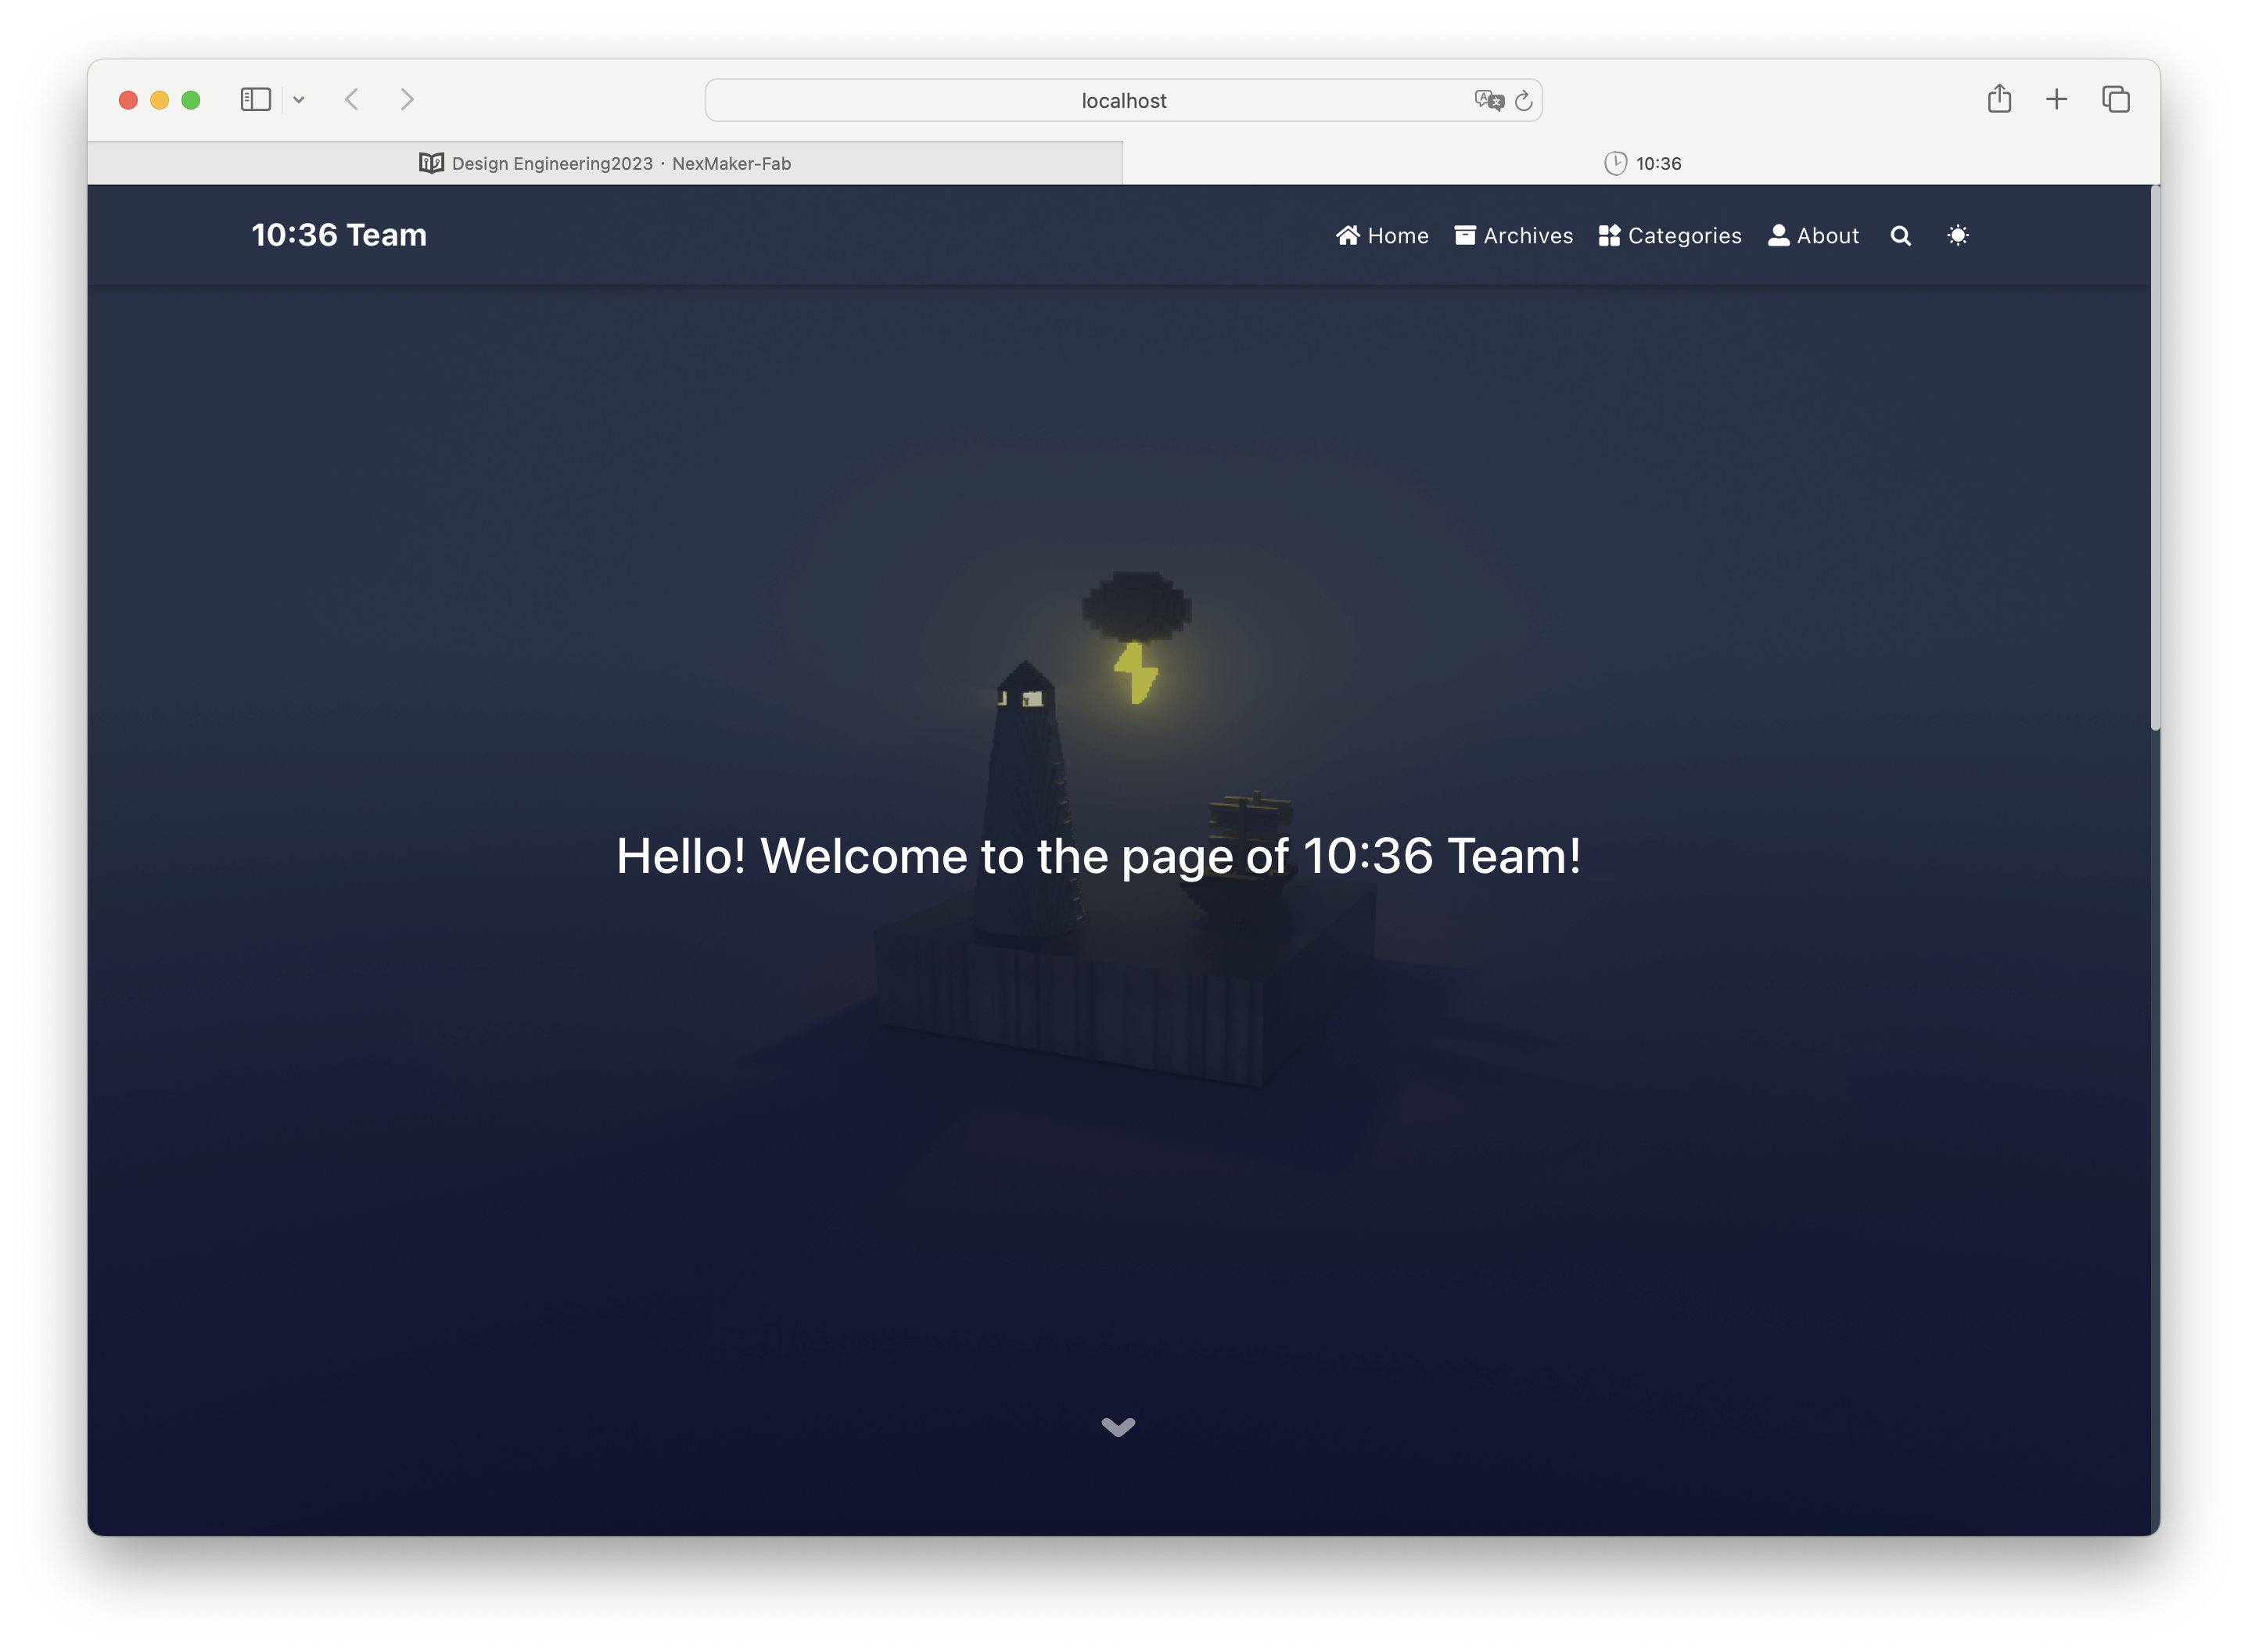 localhost
Design Engineering2023 · NexMaker-Fab
10:36
10:36 Team
Home Archives Categories About
Hello! Welcome to the page of 10:36 Team!